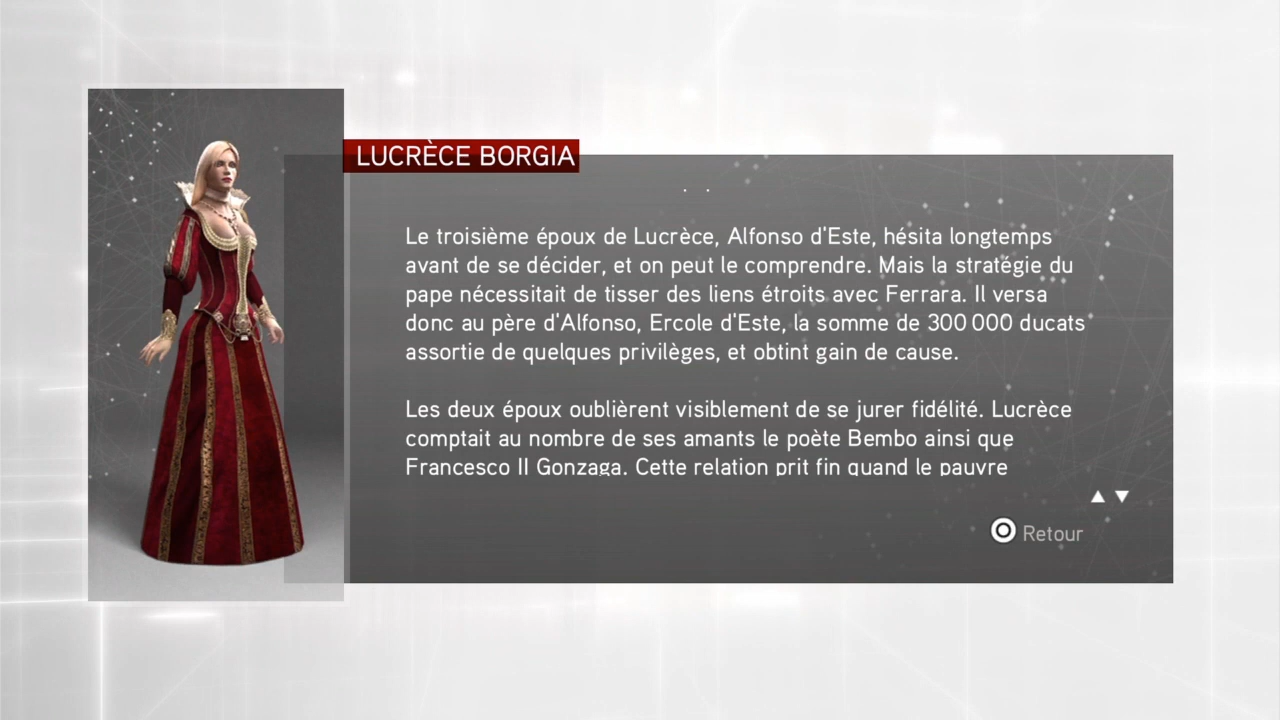 LUCRÈCE BORGIA
Le troisième époux de Lucrèce, Alfonso d'Este, hésita longtemps
avant de se décider, et on peut le comprendre. Mais la stratégie du
pape nécessitait de tisser des liens étroits avec Ferrara. Il versa
donc au père d'Alfonso, Ercole d'Este, la somme de 300 000 ducats
assortie de quelques privilèges, et obtint gain de cause.
Les deux époux oublièrent visiblement de se jurer fidélité. Lucrèce
comptait au nombre de ses amants le poète Bembo ainsi que
Francesco II Gonzaga. Cette relation prit fin quand le pauvre
Retour